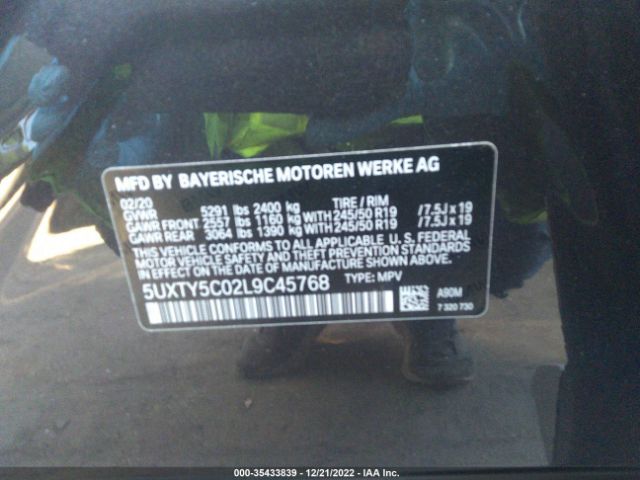 MFD BY BAYERISCHE MOTOREN WERKE AG
02/20 TIRE / RIM
GVWR 5291 lbs 2400 kg
GAWR FRONT 2557 lbs 1160 kg WITH 245/50 R19 /7.5J x 19
GAWR REAR 3064 lbs 1390 kg WITH 245/50 R19 /7.5J x 19
THIS VEHICLE CONFORMS TO ALL APPLICABLE U. S. FEDERAL
MOTOR VEHICLE SAFETY AND THEFT PREVENTION STANDARDS
IN EFFECT ON THE DATE OF MANUFACTURE SHOWN ABOVE.
5UXTY5C02L9C45768 TYPE: MPV
A90M
7 320 730
Copart - 35433839 - 12/21/2022 - IAA Inc.